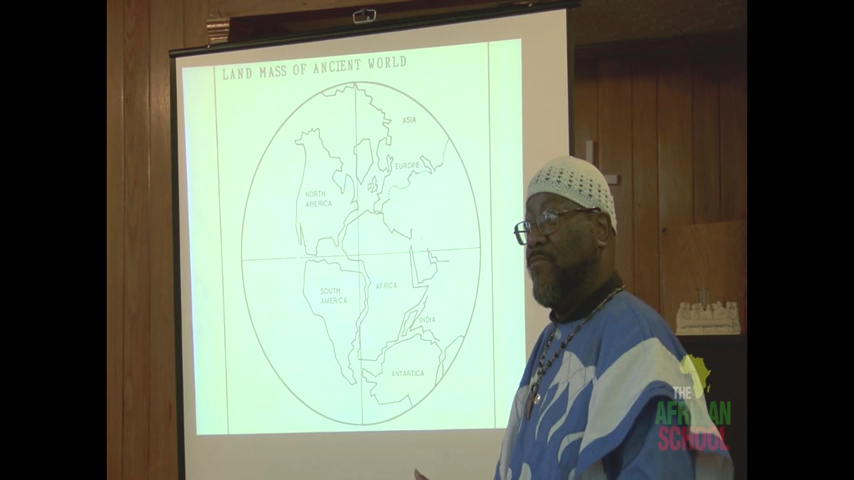 LAND MASS OF ANCIENT WORLD
ASIA
EUROPE
NORTH
AMERICA
SOUTH
AMERICA
AFRICA
INDIA
ANTARTICA
THE
AFRICAN
SCHOOL